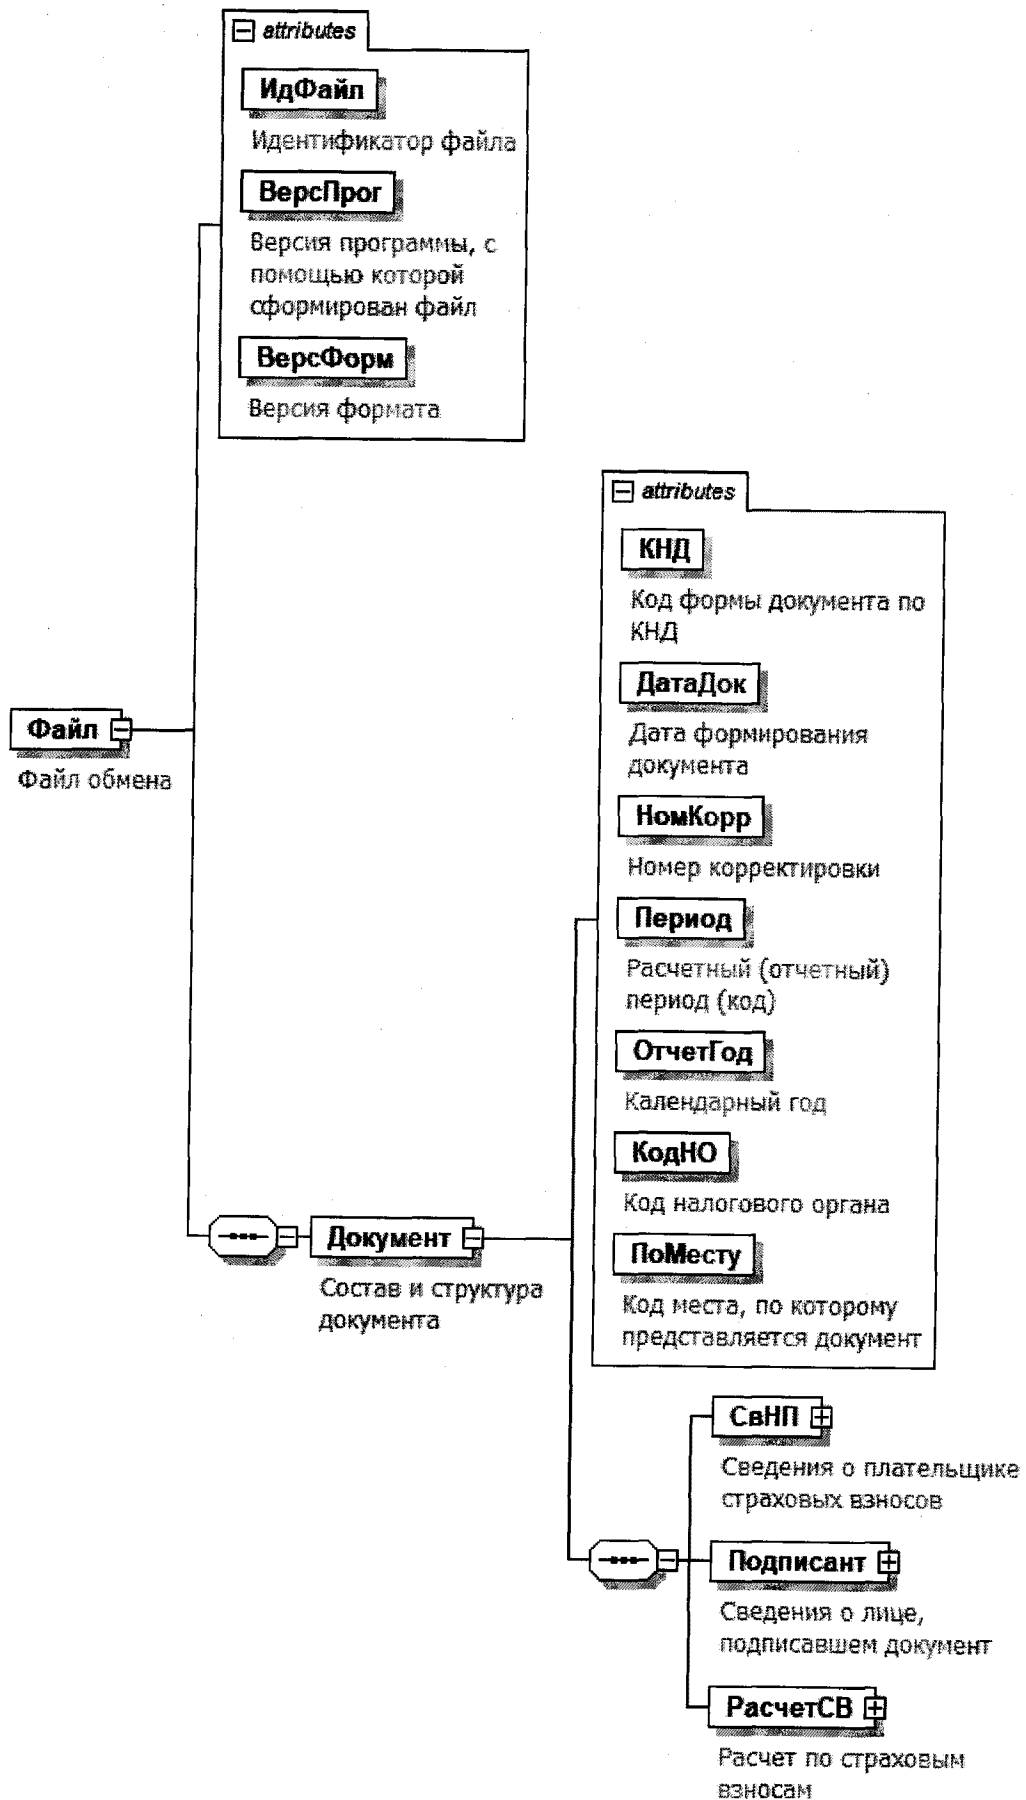 attributes
ИдФайл
Идентификатор файла
ВерсПрог
Версия программы, с
помощью которой
сформирован файл
ВерсФорм
Версия формата
attributes
КНД
Код формы документа по
КНД
ДатаДок
Дата формирования
документа
НомКорр
Номер корректировки
Период
Расчетный (отчетный)
период (код)
ОтчетГод
Календарный год
КодНО
Код налогового органа
ПоМесту
Код места, по которому
представляется документ
Файл
Файл обмена
Документ
Состав и структура
документа
СвНП
Сведения о плательщике
страховых взносов
Подписант
Сведения о лице,
подписавшем документ
РасчетСВ
Расчет по страховым
взносам